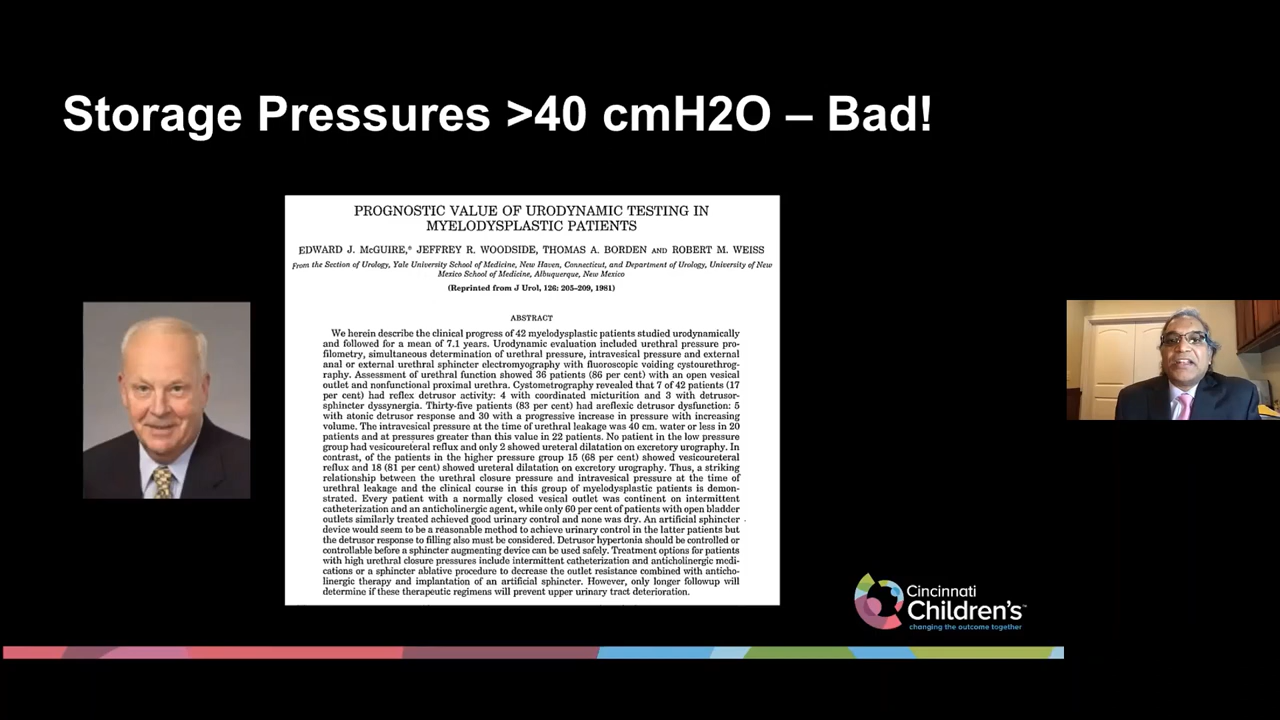 Storage Pressures >40 cmH2O – Bad!
PROGNOSTIC VALUE OF URODYNAMIC TESTING IN
MYELODYSPLASTIC PATIENTS
EDWARD J. McGUIRE,* JEFFREY R. WOODSIDE, THOMAS A. BORDEN AND ROBERT M. WEISS
From the Section of Urology, Yale University School of Medicine, New Haven, Connecticut, and Department of Urology, University of New
Mexico School of Medicine, Albuquerque, New Mexico
(Reprinted from J Urol, 126: 205–209, 1981)
ABSTRACT
We herein describe the clinical progress of 42 myelodysplastic patients studied urodynamically
and followed for a mean of 7.1 years. Urodynamic evaluation included urethral pressure pro-
filometry, simultaneous determination of urethral pressure, intravesical pressure and external
anal or external urethral sphincter electromyography with fluoroscopic voiding cystourethrog-
raphy. Assessment of urethral function showed 36 patients (86 per cent) with an open vesical
outlet and nonfunctional proximal urethra. Cystometrography revealed that 7 of 42 patients (17
per cent) had reflex detrusor activity: 4 with coordinated micturition and 3 with detrusor-
sphincter dyssynergia. Thirty-five patients (83 per cent) had areflexic detrusor dysfunction: 5
with atonic detrusor response and 30 with a progressive increase in pressure with increasing
volume. The intravesical pressure at the time of urethral leakage was 40 cm. water or less in 20
patients and at pressures greater than this value in 22 patients. No patient in the low pressure
group had vesicoureteral reflux and only 2 showed ureteral dilatation on excretory urography. In
contrast, of the patients in the higher pressure group 15 (68 per cent) showed vesicoureteral
reflux and 18 (81 per cent) showed ureteral dilatation on excretory urography. Thus, a striking
relationship between the urethral closure pressure and intravesical pressure at the time of
urethral leakage and the clinical course in this group of myelodysplastic patients is demon-
strated. Every patient with a normally closed vesical outlet was continent on intermittent
catheterization and an anticholinergic agent, while only 60 per cent of patients with open bladder
outlets similarly treated achieved good urinary control and none was dry. An artificial sphincter
device would seem to be a reasonable method to achieve urinary control in the latter patients but
the detrusor response to filling also must be considered. Detrusor hypertonia should be controlled or
controllable before a sphincter augmenting device can be used safely. Treatment options for patients
with high urethral closure pressures include intermittent catheterization and anticholinergic medi-
cations or a sphincter ablative procedure to decrease the outlet resistance combined with anticho-
linergic therapy and implantation of an artificial sphincter. However, only longer followup will
determine if these therapeutic regimens will prevent upper urinary tract deterioration.
Cincinnati
Children's™
changing the outcome together